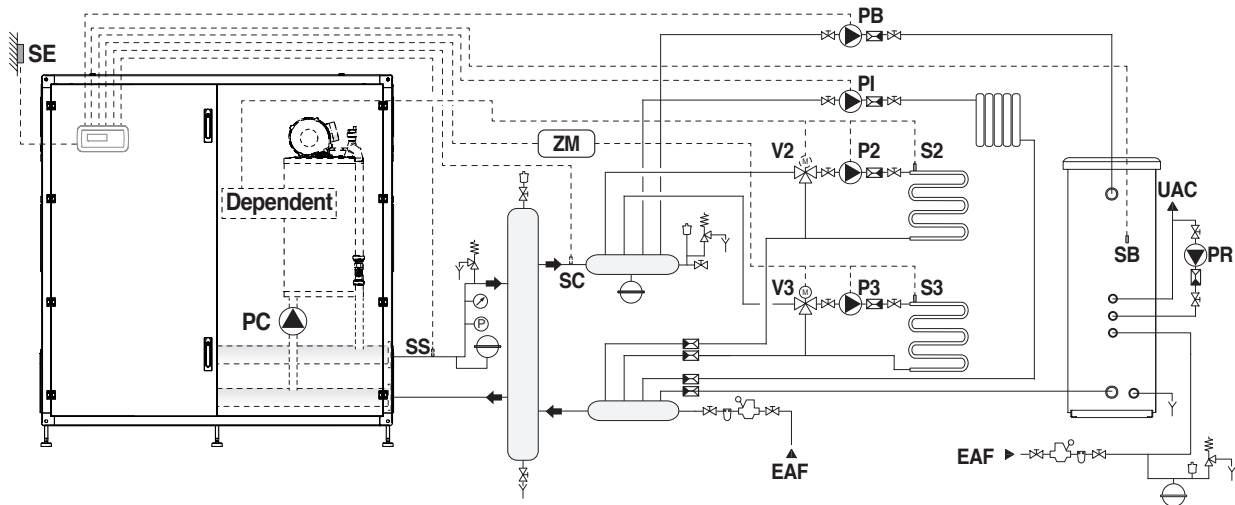 PB
SE
PI
ZM
V2
P2
S2
Dependent
UAC
SB
PR
SC
V3
P3
S3
PC
SS
P
M
M
EAF
EAF